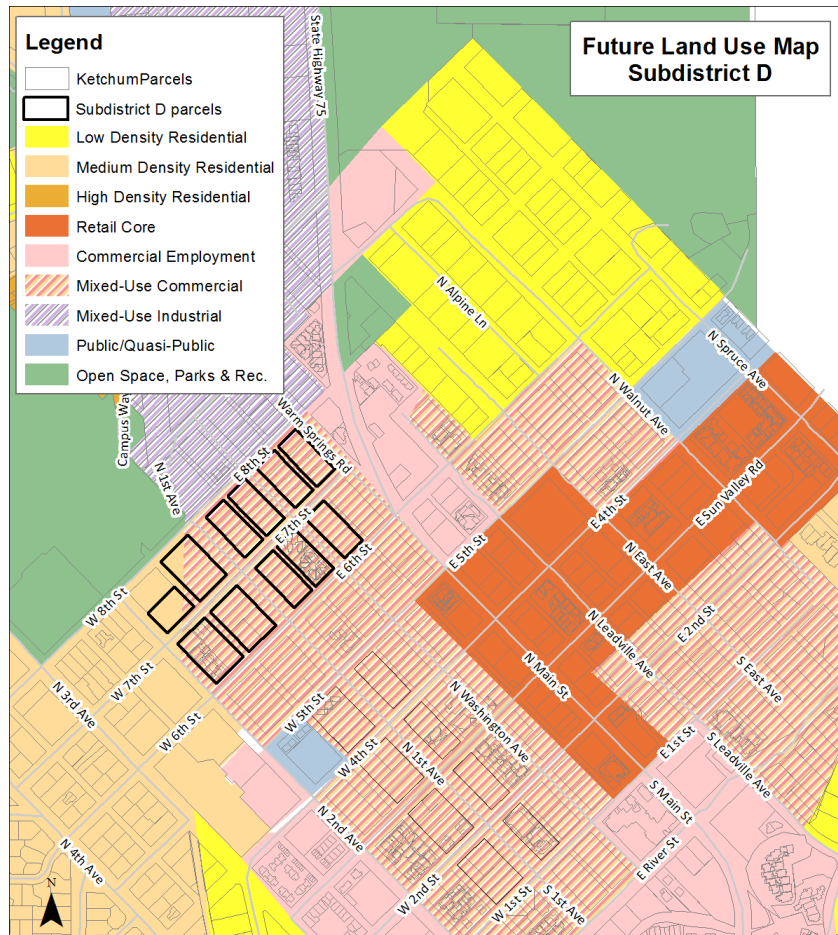 Future Land Use Map
Subdistrict D
Legend
KetchumParcels
Subdistrict D parcels
Low Density Residential
Medium Density Residential
High Density Residential
Retail Core
Commercial Employment
Mixed-Use Commercial
Mixed-Use Industrial
Public/Quasi-Public
Open Space, Parks & Rec.
State Highway 75
N Alpine Ln
N Spruce Ave
N Walnut Ave
Campus Way
Warm Springs Rd
N 1st Ave
E 8th St
E Sun Valley Rd
E 4th St
E 7th St
E 6th St
E 5th St
N East Ave
W 8th St
E 2nd St
N Leadville Ave
S East Ave
W 7th St
N 3rd Ave
N Main St
N Washington Ave
W 6th St
W 5th St
W 4th St
N 1st Ave
E 1st St
S Leadville Ave
S Main St
N 2nd Ave
N 4th Ave
E River St
W 2nd St
W 1st St
S 1st Ave
N